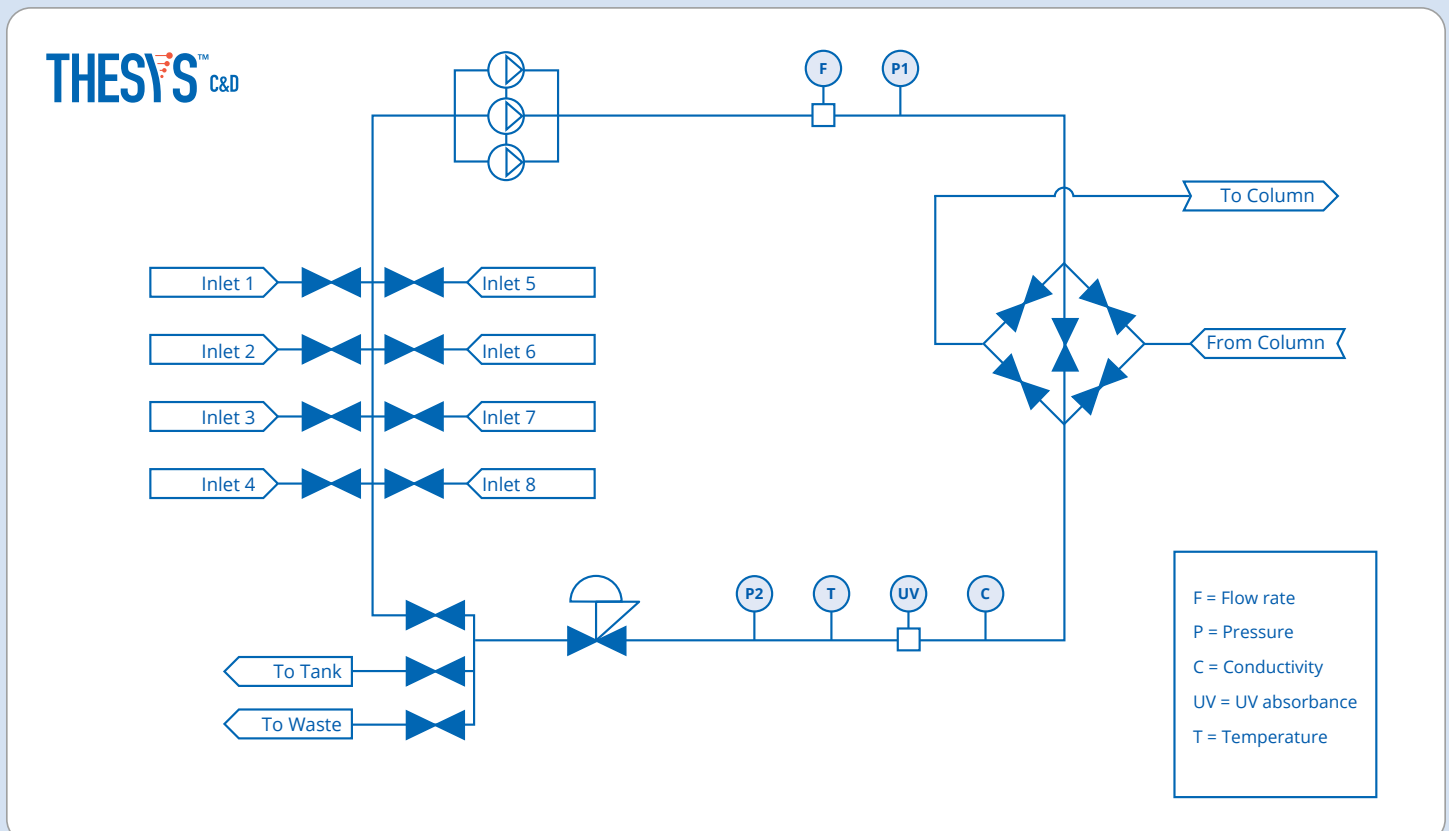 THESYS™ C&D
F
P1
To Column
Inlet 1
Inlet 5
From Column
Inlet 2
Inlet 6
Inlet 3
Inlet 7
Inlet 4
Inlet 8
P2
T
UV
C
To Tank
To Waste
F = Flow rate
P = Pressure
C = Conductivity
UV = UV absorbance
T = Temperature